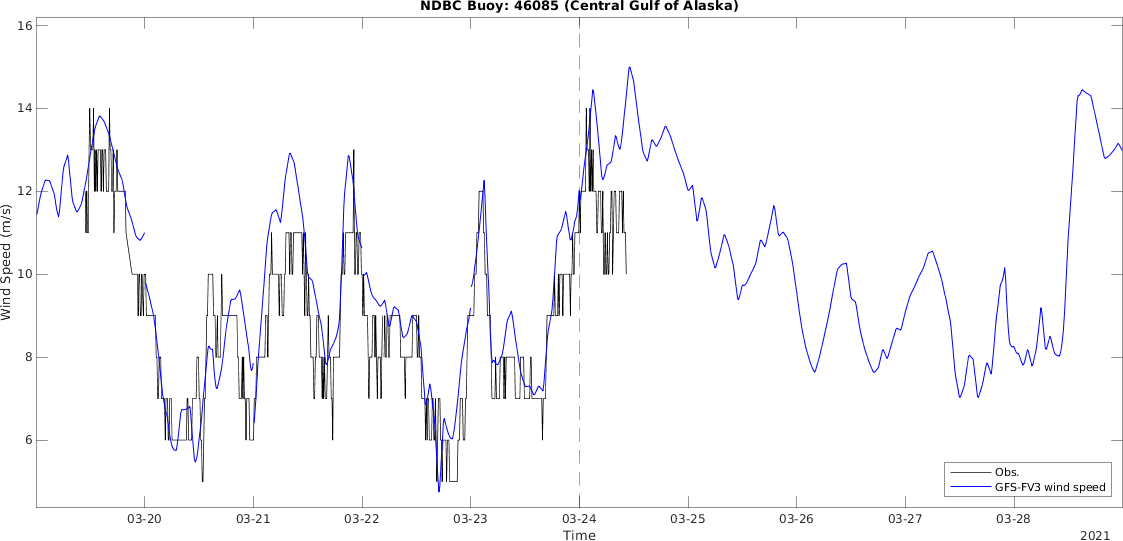 NDBC Buoy: 46085 (Central Gulf of Alaska)
16
14
12
10
8
6
Wind Speed (m/s)
03-20 03-21 03-22 03-23 03-24 03-25 03-26 03-27 03-28
Time
2021
Obs.
GFS-FV3 wind speed